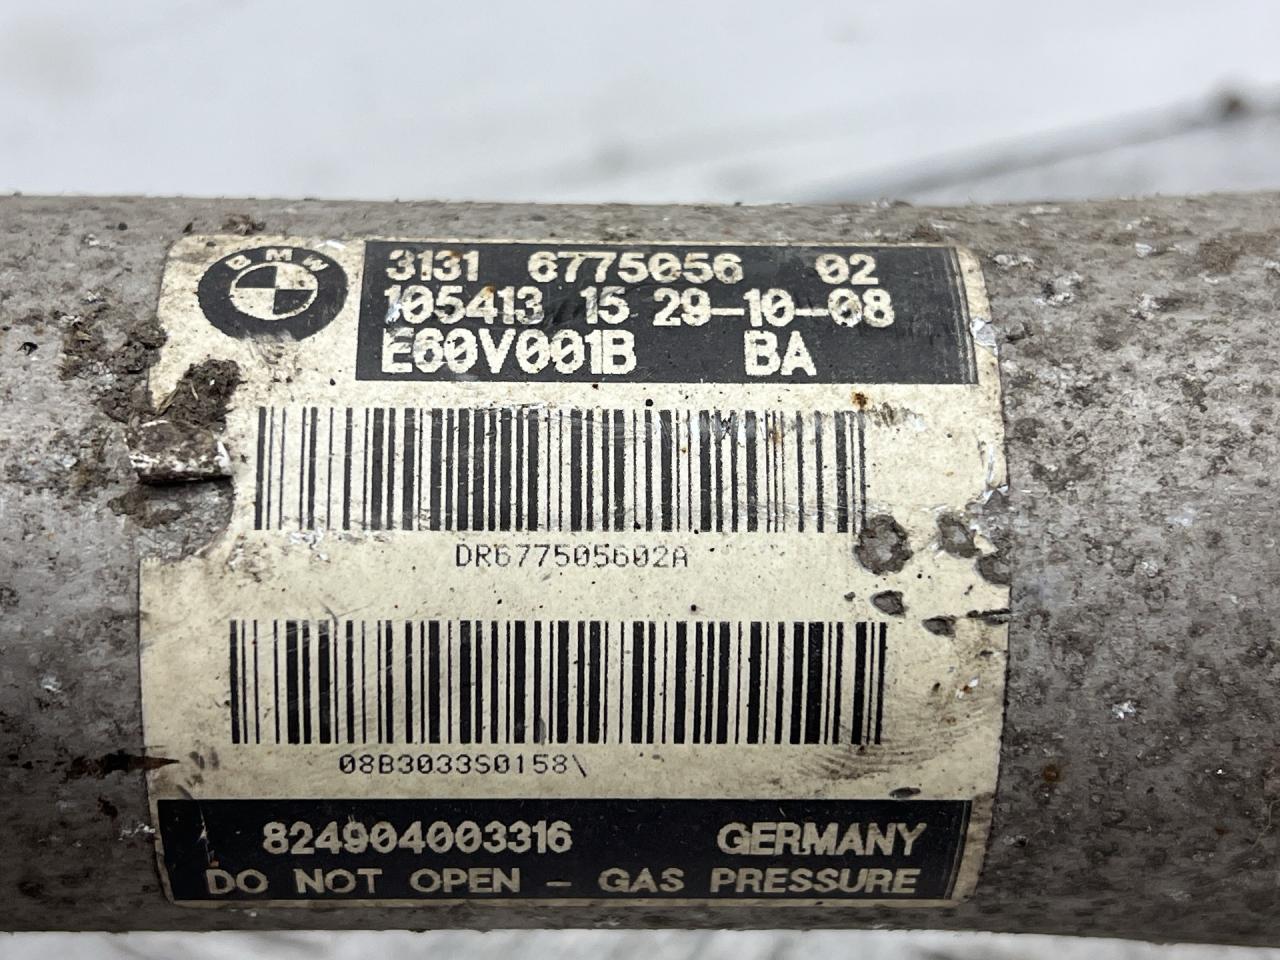 BMW
3131 6775056 02
105413 15 29-10-08
E60V001B BA
DR677505602A
08B3033S0158\
824904003316 GERMANY
DO NOT OPEN - GAS PRESSURE